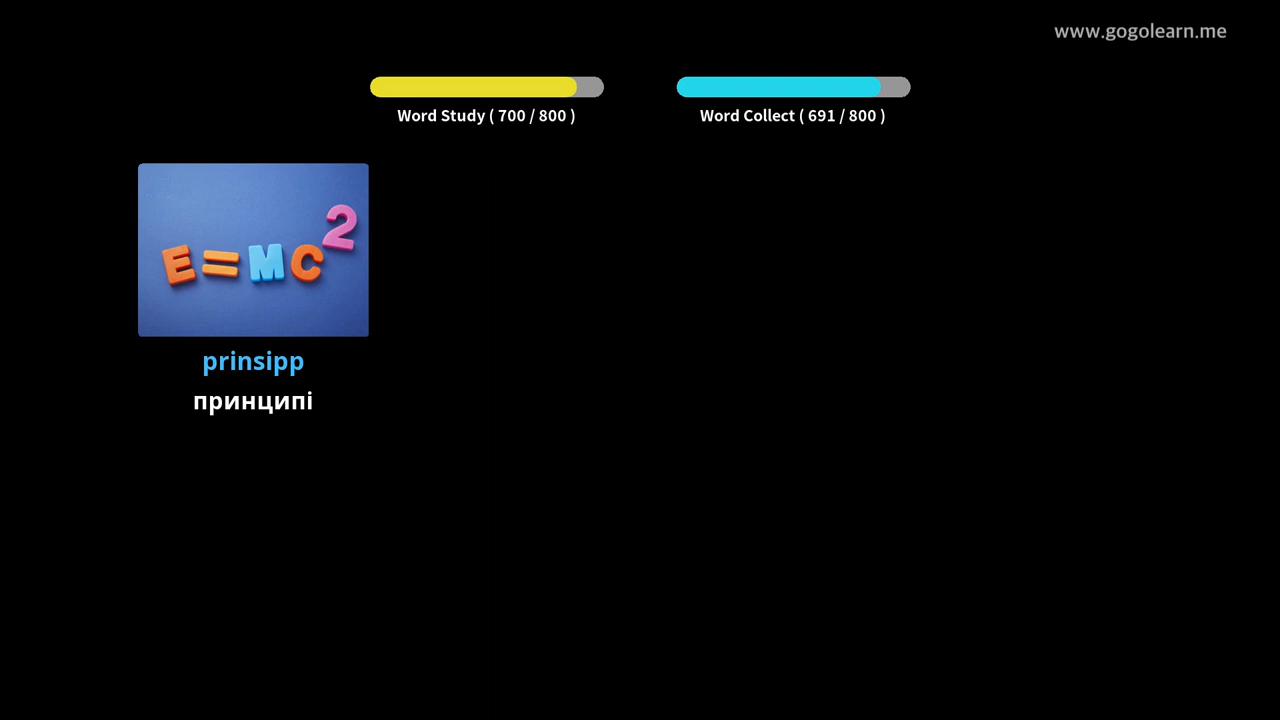 www.gogolearn.me
Word Study ( 700 / 800 )
Word Collect ( 691 / 800 )
E=MC²
prinsipp
принципі